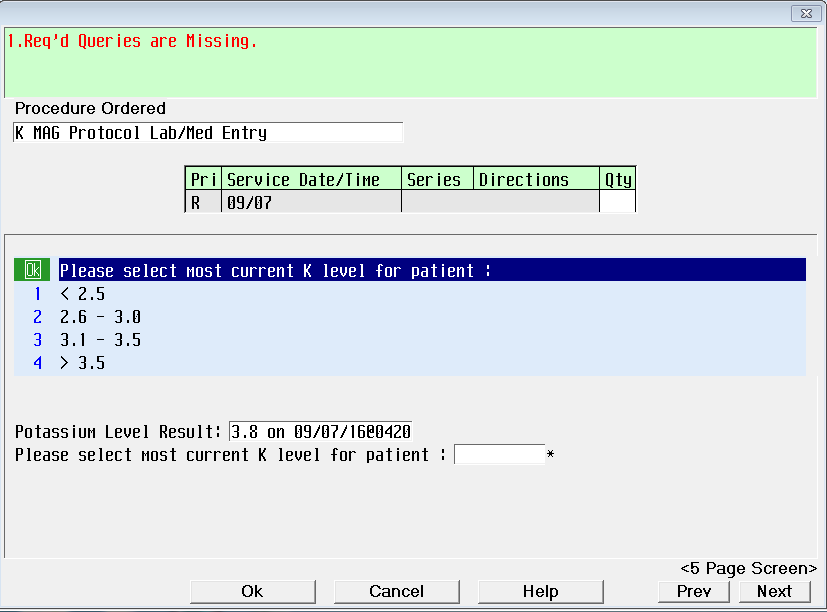 1.Req'd Queries are Missing.
Procedure Ordered
K MAG Protocol Lab/Med Entry
Pri Service Date/Time Series Directions Qty
R 09/07
Ok Please select most current K level for patient :
1 < 2.5
2 2.6 - 3.0
3 3.1 - 3.5
4 > 3.5
Potassium Level Result: 3.8 on 09/07/16@0420
Please select most current K level for patient : *
<5 Page Screen>
Ok Cancel Help Prev Next